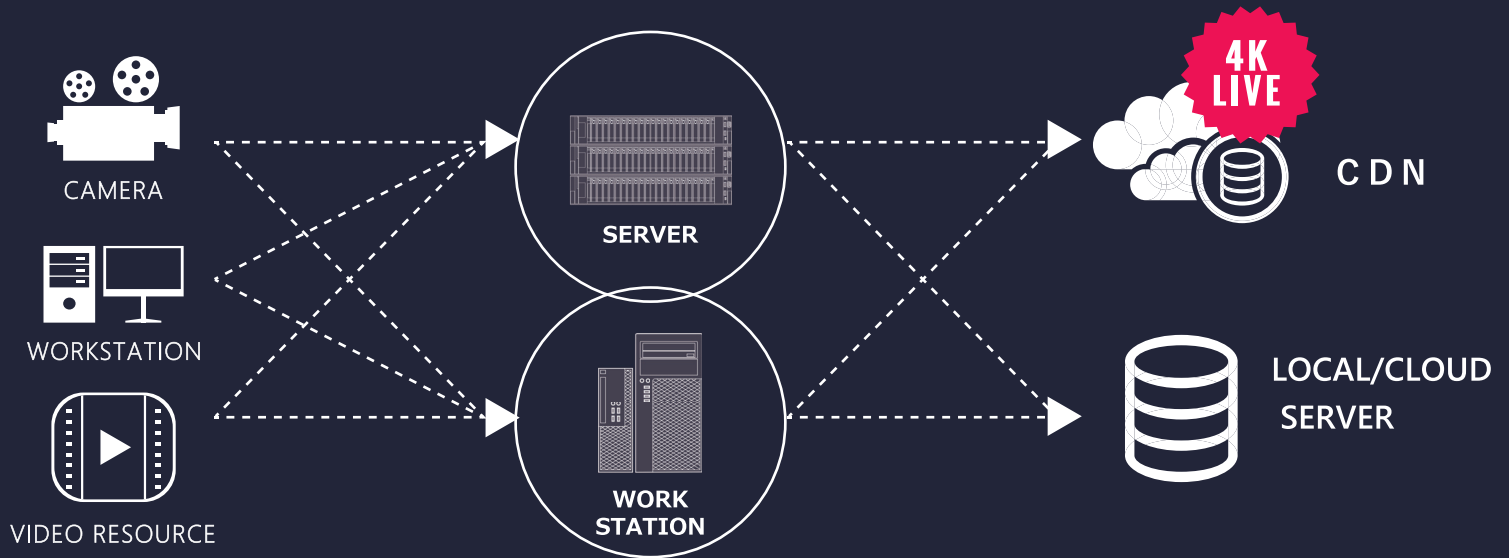 CAMERA
WORKSTATION
VIDEO RESOURCE
SERVER
WORK
STATION
4K
LIVE
CDN
LOCAL/CLOUD
SERVER